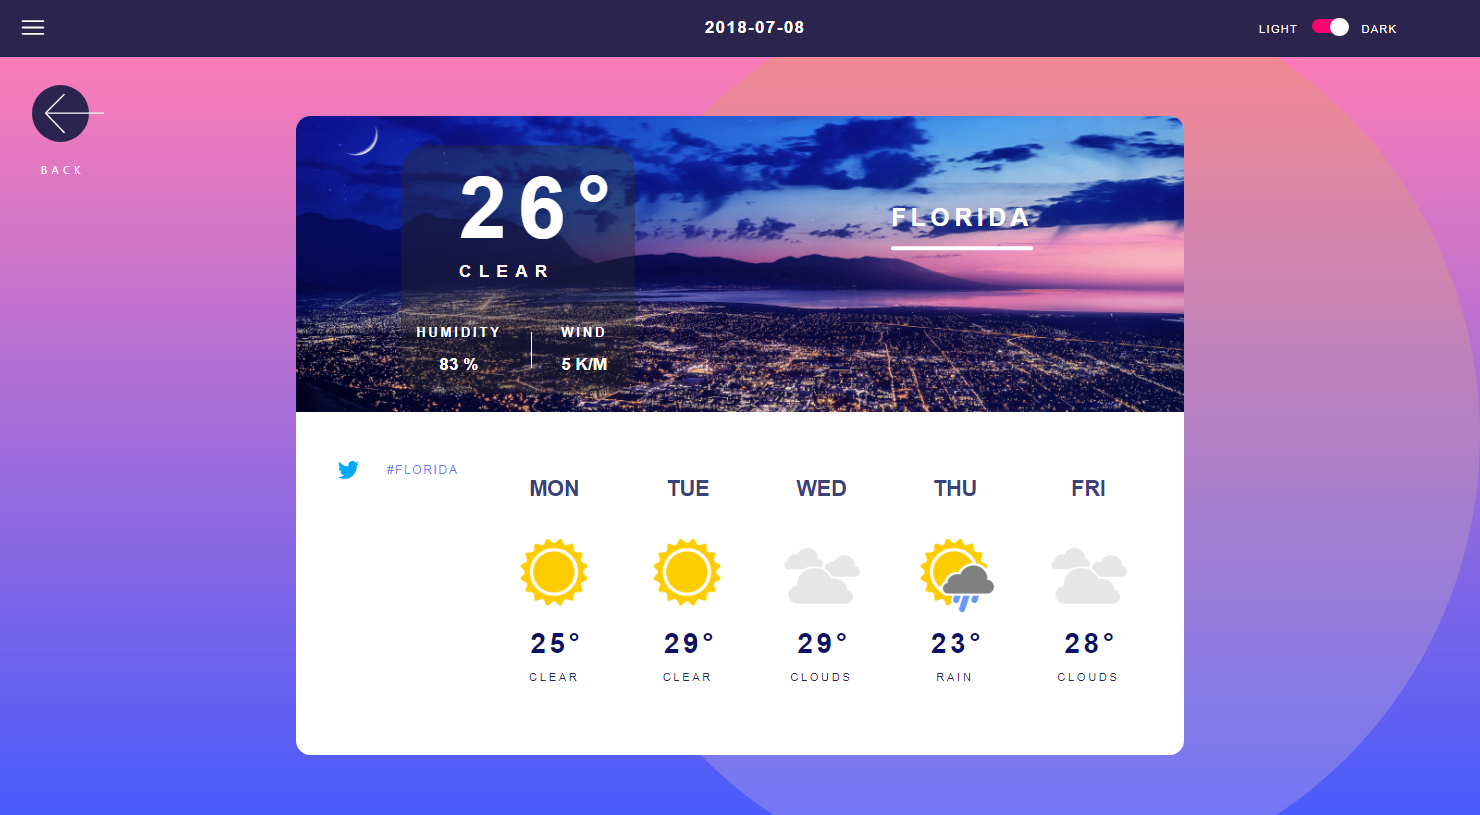 2018-07-08
LIGHT DARK
BACK
26°
CLEAR
HUMIDITY WIND
83 % 5 K/M
FLORIDA
#FLORIDA
MON TUE WED THU FRI
25° 29° 29° 23° 28°
CLEAR CLEAR CLOUDS RAIN CLOUDS